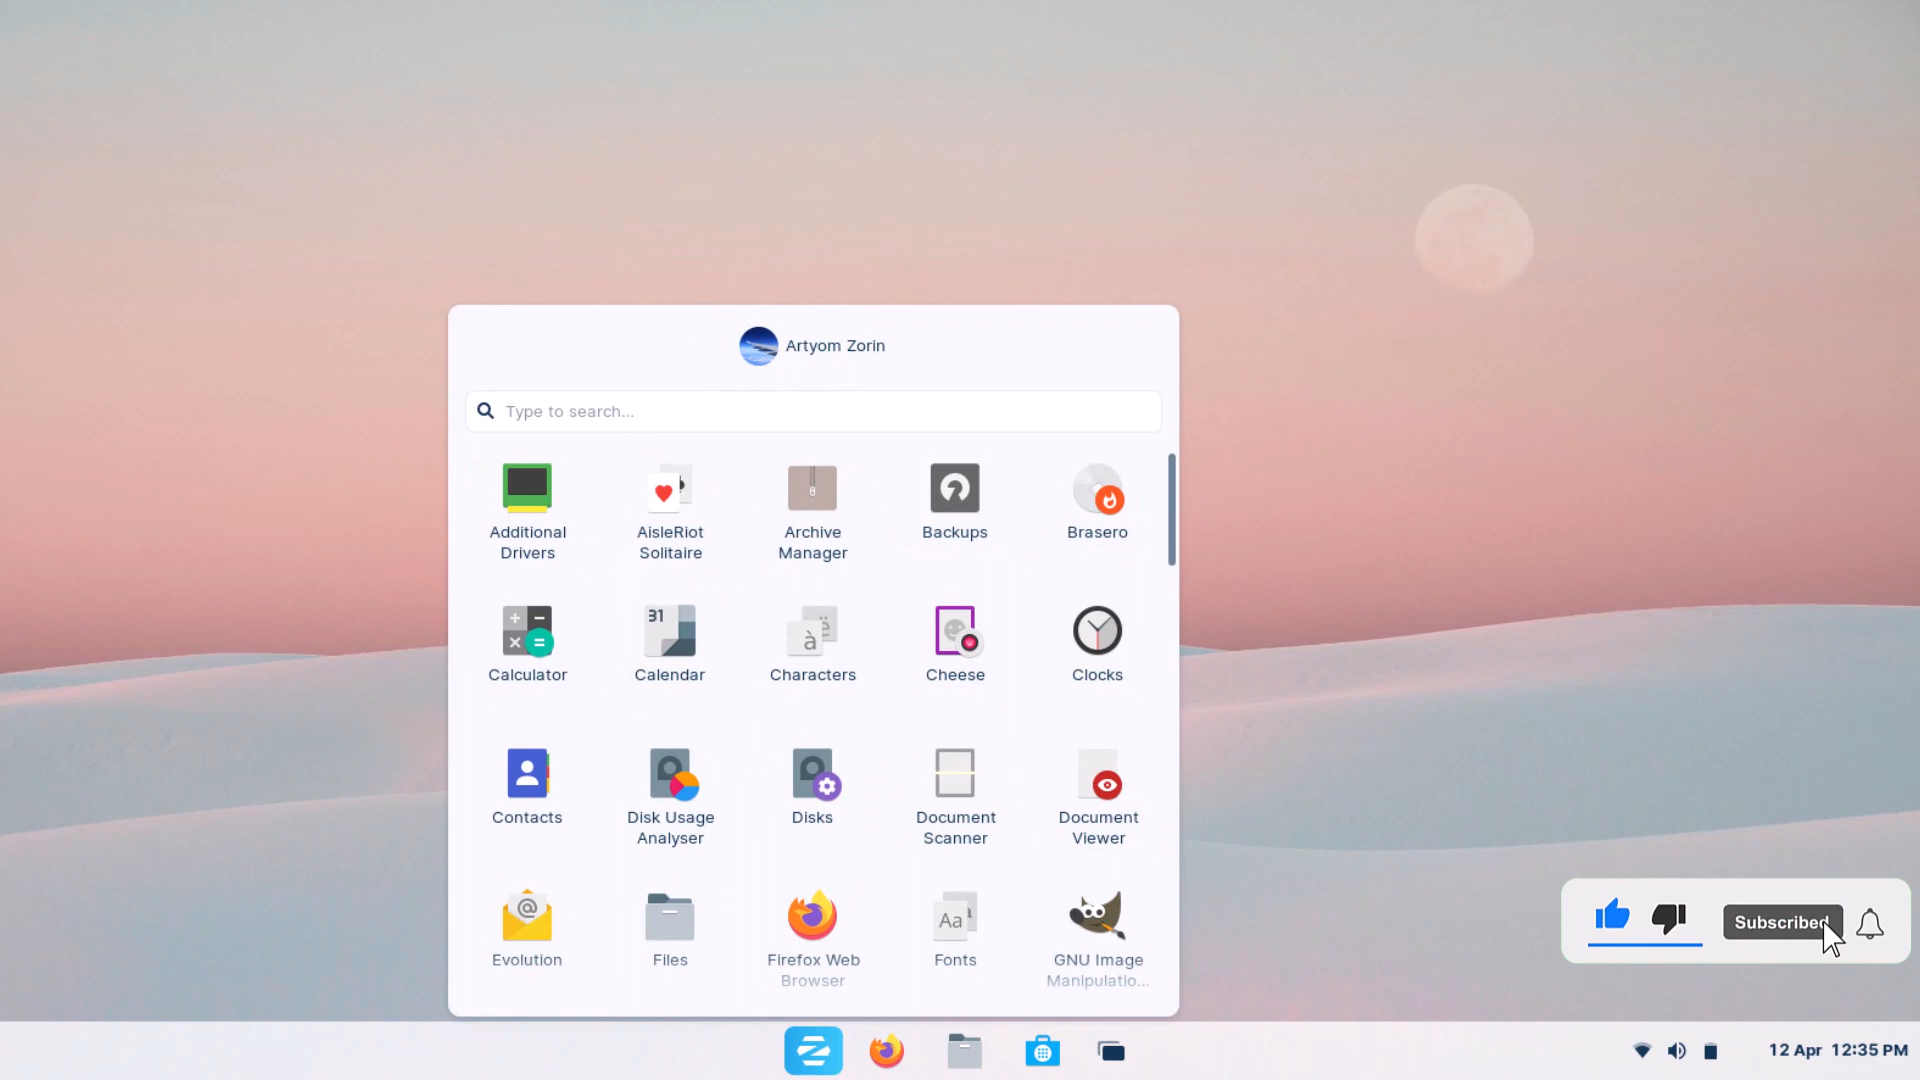 Artyom Zorin
Type to search...
Additional
Drivers
AisleRiot
Solitaire
Archive
Manager
Backups
Brasero
Calculator
31
Calendar
ë
à
Characters
Cheese
Clocks
Contacts
Disk Usage
Analyser
Disks
Document
Scanner
Document
Viewer
@
Evolution
Files
Firefox Web
Browser
Aa
a
Fonts
GNU Image
Manipulatio...
Subscribed
12 Apr 12:35 PM